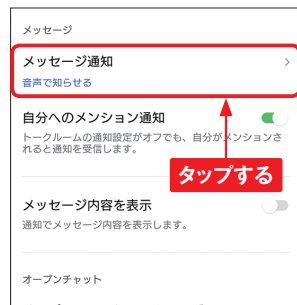 メッセージ
メッセージ通知
音声で知らせる
自分へのメンション通知
トークルームの通知設定がオフでも、自分がメンションさ
れると通知を受信します。
タップする
メッセージ内容を表示
通知でメッセージ内容を表示します。
オープンチャット